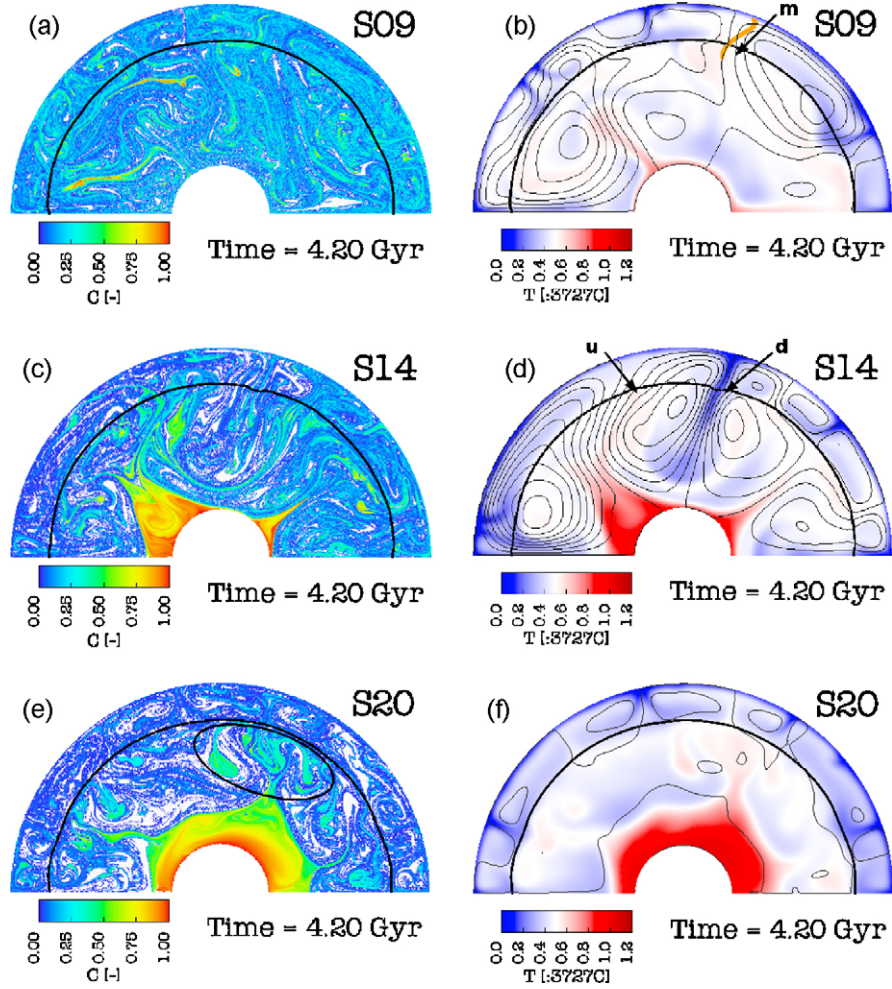 (a)
S09
0.00 0.25 0.50 0.75 1.00
C [-]
Time = 4.20 Gyr
(b)
S09
m
0.0 0.2 0.4 0.6 0.8 1.0 1.2
T [:3727C]
Time = 4.20 Gyr
(c)
S14
0.00 0.25 0.50 0.75 1.00
C [-]
Time = 4.20 Gyr
(d)
S14
u
d
0.0 0.2 0.4 0.6 0.8 1.0 1.2
T [:3727C]
Time = 4.20 Gyr
(e)
S20
0.00 0.25 0.50 0.75 1.00
C [-]
Time = 4.20 Gyr
(f)
S20
0.0 0.2 0.4 0.6 0.8 1.0 1.2
T [:3727C]
Time = 4.20 Gyr